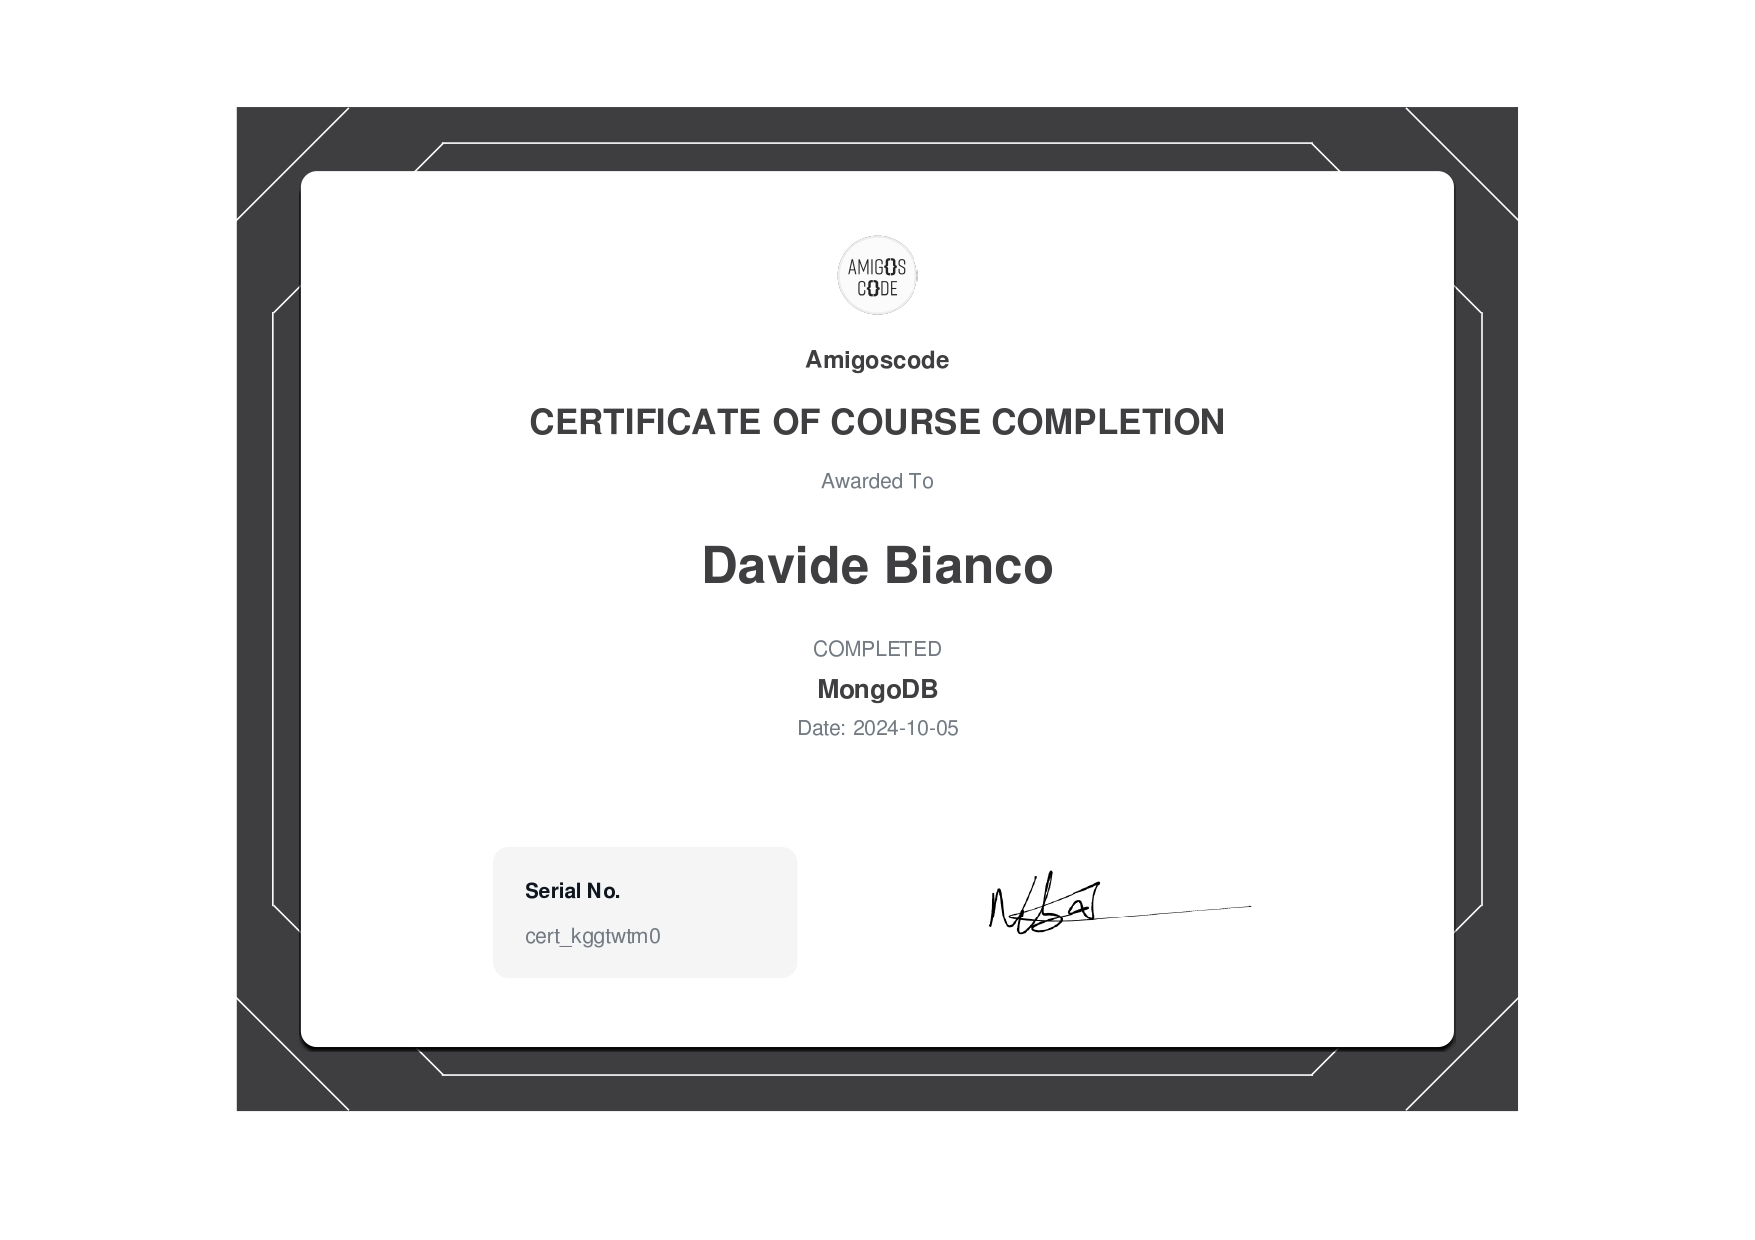 AMIGOS
CODE
Amigoscode
CERTIFICATE OF COURSE COMPLETION
Awarded To
Davide Bianco
COMPLETED
MongoDB
Date: 2024-10-05
Serial No.
cert_kggtwtm0